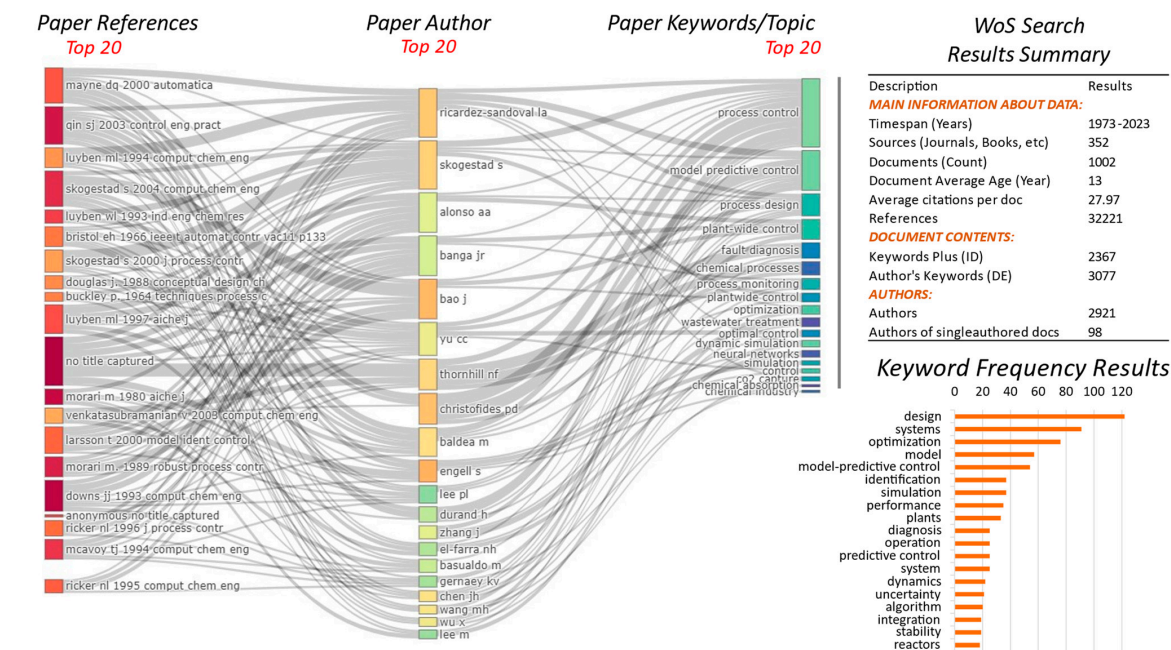 Paper References
Top 20
mayne dq 2000 automatica
qin sj 2003 control eng pract
luyben ml 1994 comput chem eng
skogestad s 2004 comput chem eng
luyben wl 1993 ind eng chem res
bristol eh 1966 ieee t automat contr vac11 p133
skogestad s 2000 j process contr
douglas j. 1988 conceptual design ch
buckley p. 1964 techniques process c
luyben ml 1997 aiche j
no title captured
morari m 1980 aiche j
venkatasubramanian v 2003 comput chem eng
larsson t 2000 model ident control
morari m. 1989 robust process contr
downs jj 1993 comput chem eng
anonymous no title captured
ricker nl 1996 j process contr
mcavoy tj 1994 comput chem eng
ricker nl 1995 comput chem eng
Paper Author
Top 20
ricardez-sandoval la
skogestad s
alonso aa
banga jr
bao j
yu cc
thornhill nf
christofides pd
baldea m
engell s
lee pl
durand h
zhang j
el-farra nh
basualdo m
gernaey kv
chen jh
wang mh
wu x
lee m
Paper Keywords/Topic
Top 20
process control
model predictive control
process design
plant-wide control
fault diagnosis
chemical processes
process monitoring
plantwide control
optimization
wastewater treatment
optimal control
dynamic simulation
neural networks
simulation
control
co2 capture
chemical absorption
chemical industry
WoS Search
Results Summary
Description Results
MAIN INFORMATION ABOUT DATA:
Timespan (Years) 1973-2023
Sources (Journals, Books, etc) 352
Documents (Count) 1002
Document Average Age (Year) 13
Average citations per doc 27.97
References 32221
DOCUMENT CONTENTS:
Keywords Plus (ID) 2367
Author's Keywords (DE) 3077
AUTHORS:
Authors 2921
Authors of singleauthored docs 98
Keyword Frequency Results
0 20 40 60 80 100 120
design
systems
optimization
model
model-predictive control
identification
simulation
performance
plants
diagnosis
operation
predictive control
system
dynamics
uncertainty
algorithm
integration
stability
reactors